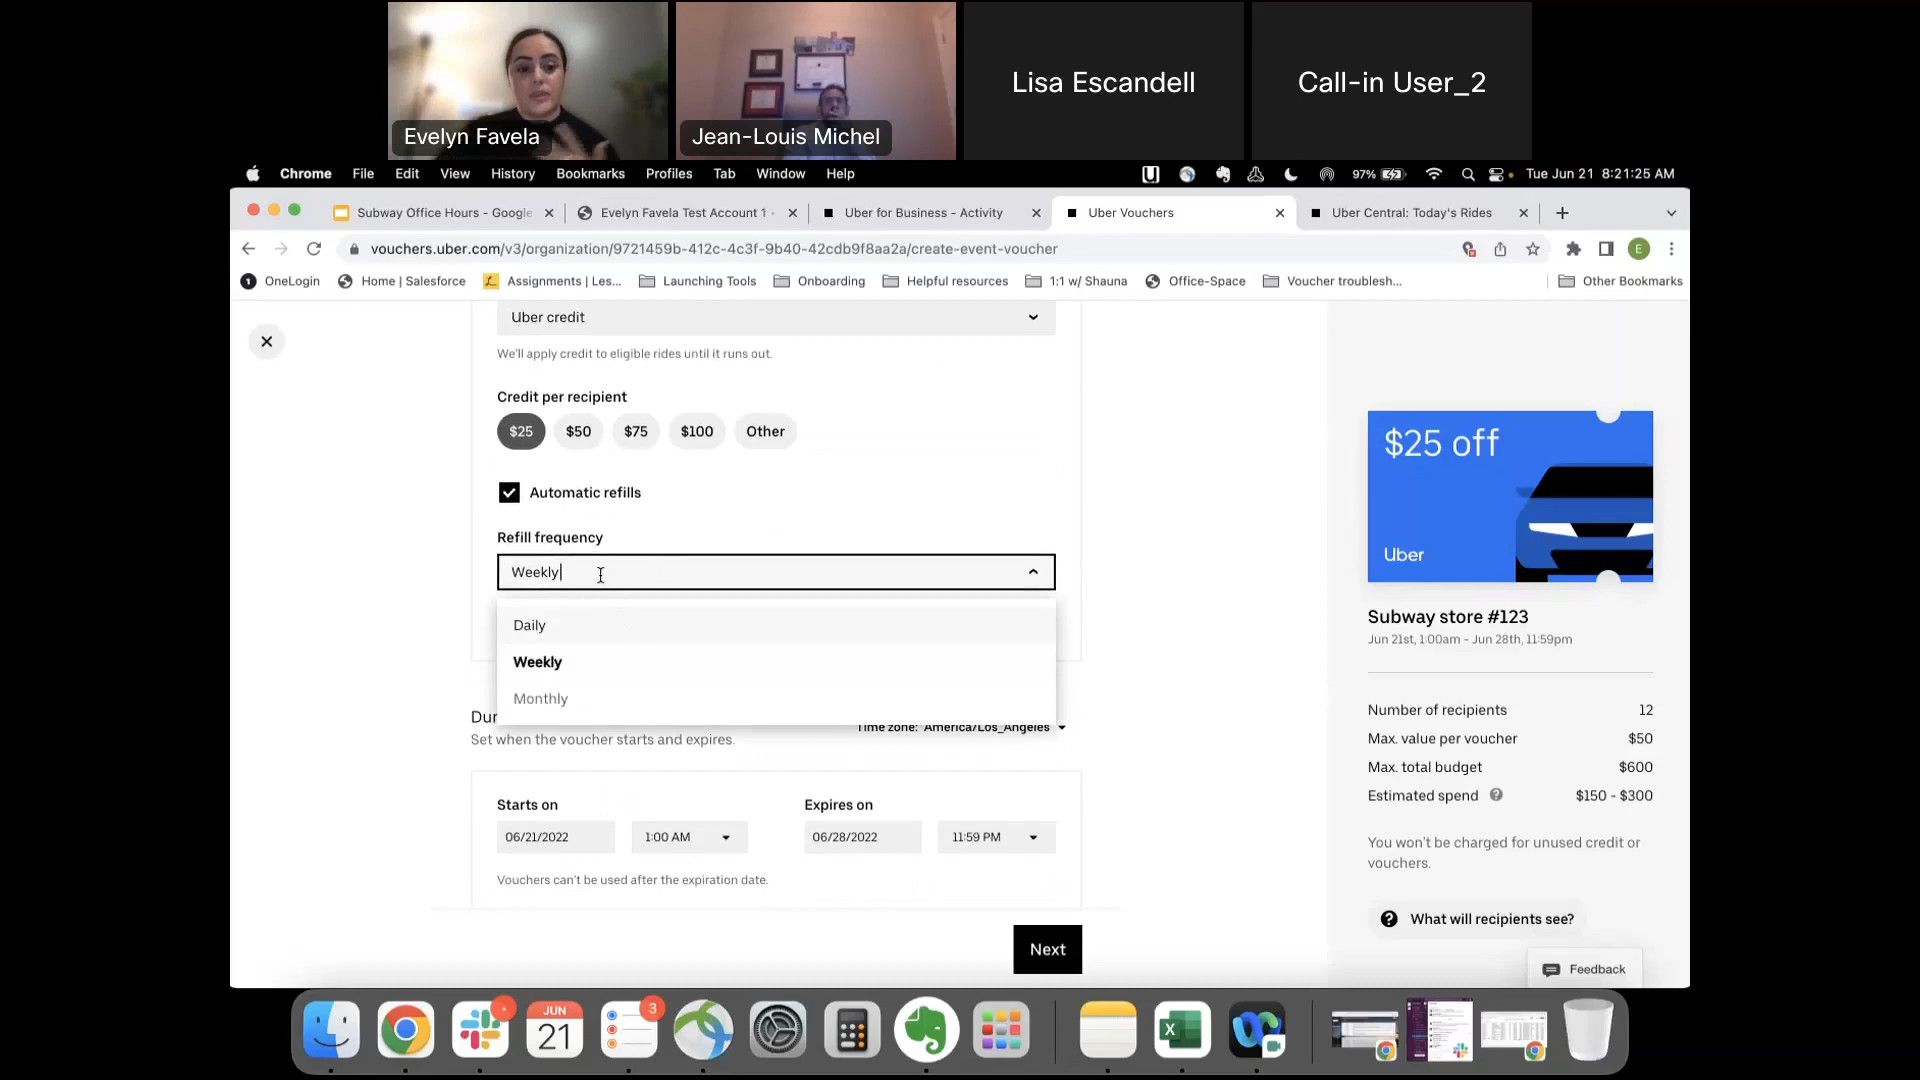 Evelyn Favela
Jean-Louis Michel
Lisa Escandell
Call-in User_2
Chrome File Edit View History Bookmarks Profiles Tab Window Help
97% Tue Jun 21 8:21:25 AM
Subway Office Hours - Google
Evelyn Favela Test Account 1 -
Uber for Business - Activity
Uber Vouchers
Uber Central: Today's Rides
vouchers.uber.com/v3/organization/9721459b-412c-4c3f-9b40-42cdb9f8aa2a/create-event-voucher
E
OneLogin
Home | Salesforce
Assignments | Les...
Launching Tools
Onboarding
Helpful resources
1:1 w/ Shauna
Office-Space
Voucher troublesh...
Other Bookmarks
Uber credit
We'll apply credit to eligible rides until it runs out.
Credit per recipient
$25 $50 $75 $100 Other
Automatic refills
Refill frequency
Weekly
Daily
Weekly
Monthly
Dur
Time zone: America/Los_Angeles
Set when the voucher starts and expires.
Starts on Expires on
06/21/2022 1:00 AM 06/28/2022 11:59 PM
Vouchers can't be used after the expiration date.
Next
$25 off
Uber
Subway store #123
Jun 21st, 1:00am - Jun 28th, 11:59pm
Number of recipients 12
Max. value per voucher $50
Max. total budget $600
Estimated spend $150 - $300
You won't be charged for unused credit or
vouchers.
What will recipients see?
Feedback
JUN
21
3
X